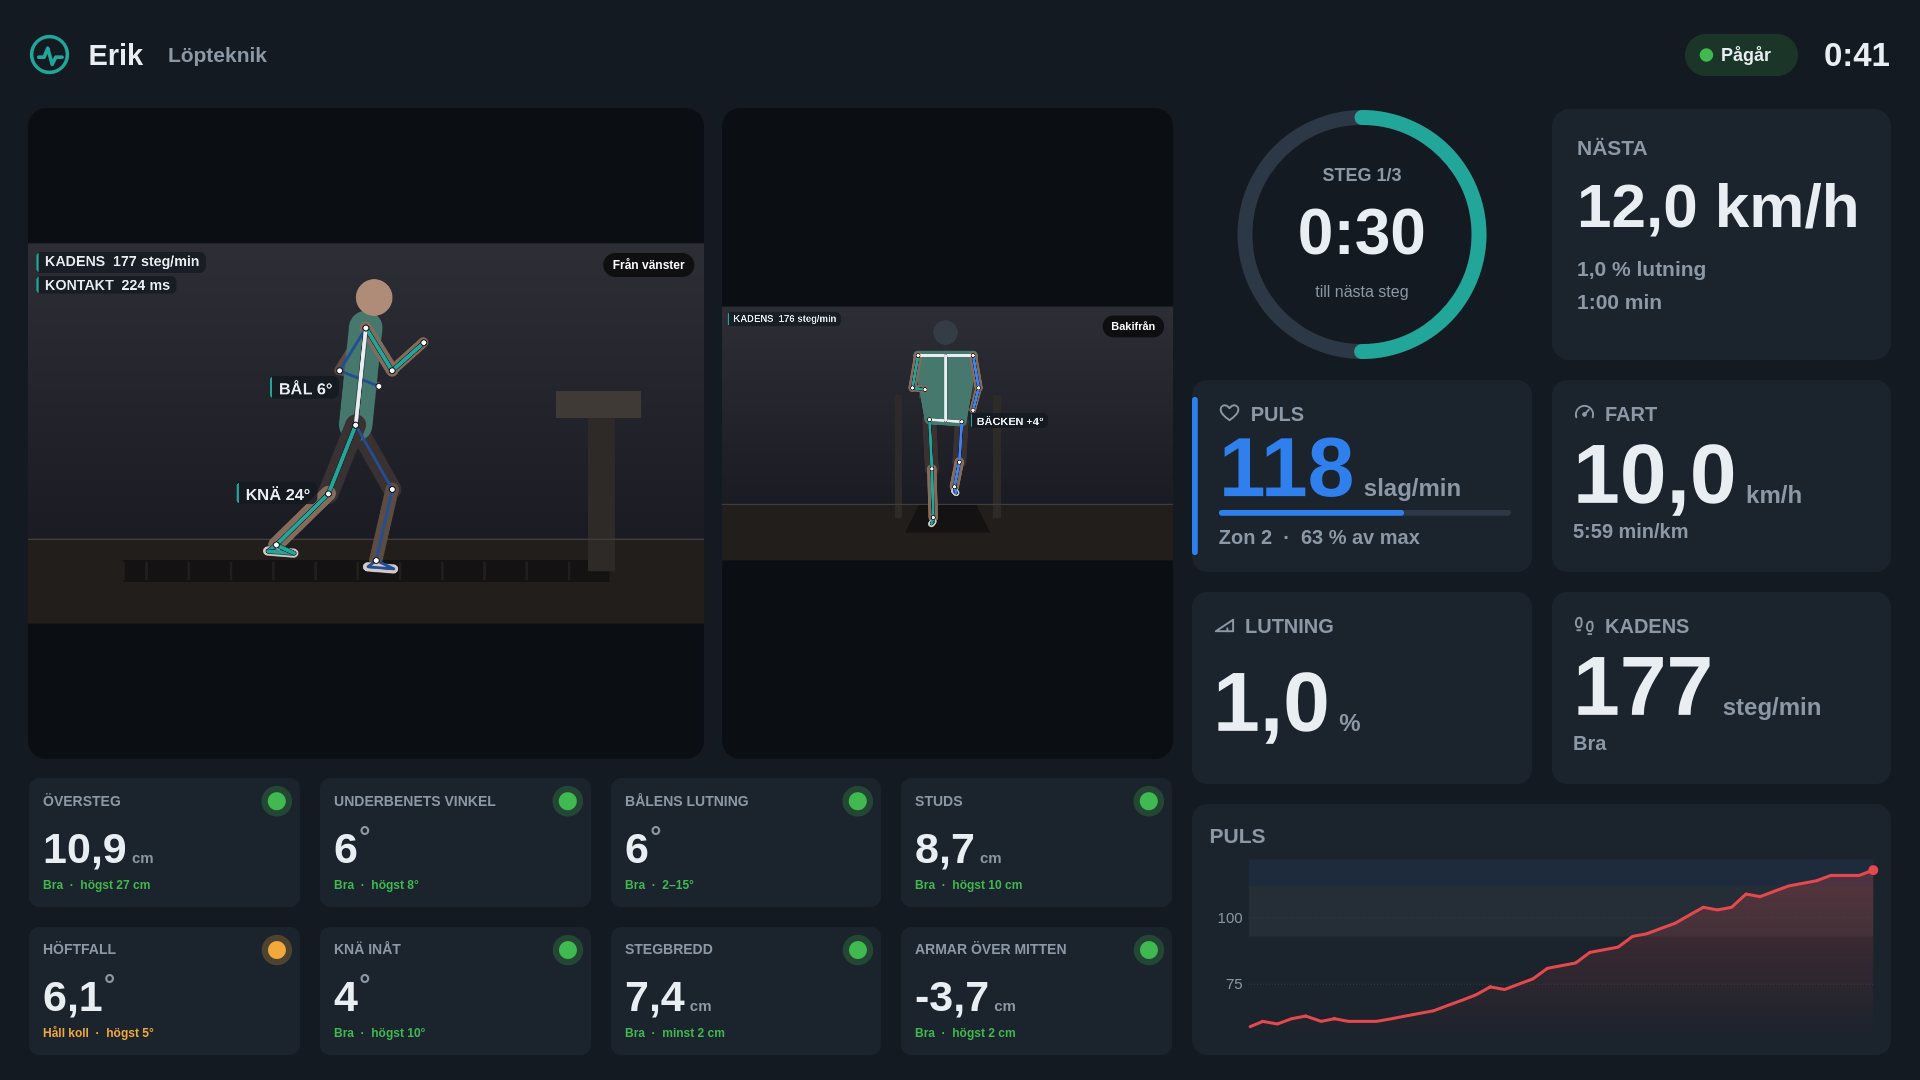 Erik Löpteknik
Pågår 0:41
KADENS 177 steg/min
KONTAKT 224 ms
Från vänster
BÅL 6°
KNÄ 24°
KADENS 176 steg/min
Bakifrån
BÄCKEN +4°
STEG 1/3
0:30
till nästa steg
NÄSTA
12,0 km/h
1,0 % lutning
1:00 min
PULS
118 slag/min
Zon 2 · 63 % av max
FART
10,0 km/h
5:59 min/km
LUTNING
1,0 %
KADENS
177 steg/min
Bra
ÖVERSTEG
10,9 cm
Bra · högst 27 cm
UNDERBENETS VINKEL
6°
Bra · högst 8°
BÅLENS LUTNING
6°
Bra · 2–15°
STUDS
8,7 cm
Bra · högst 10 cm
HÖFTFALL
6,1°
Håll koll · högst 5°
KNÄ INÅT
4°
Bra · högst 10°
STEGBREDD
7,4 cm
Bra · minst 2 cm
ARMAR ÖVER MITTEN
-3,7 cm
Bra · högst 2 cm
PULS
100
75